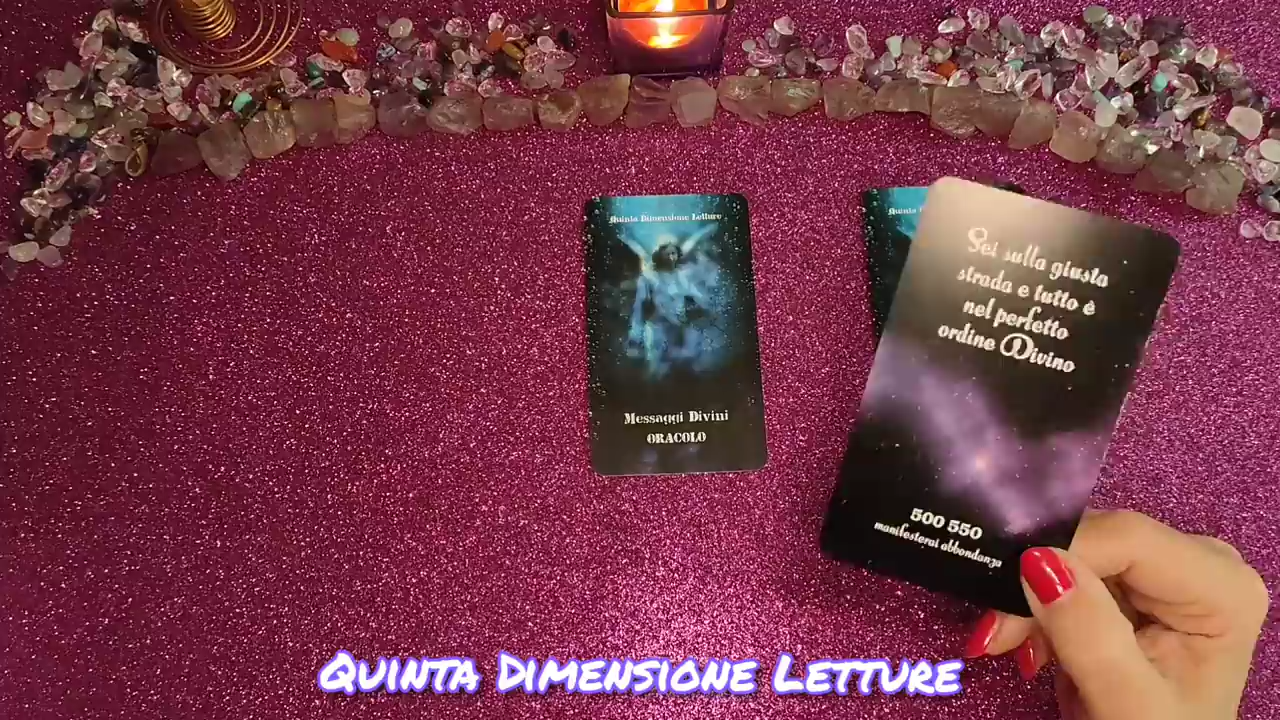 Quinta Dimensione Letture
Messaggi Divini
ORACOLO
Quinta
Sei sulla giusta
strada e tutto è
nel perfetto
ordine Divino
500 550
manifesterai abbondanza
Quinta Dimensione Letture